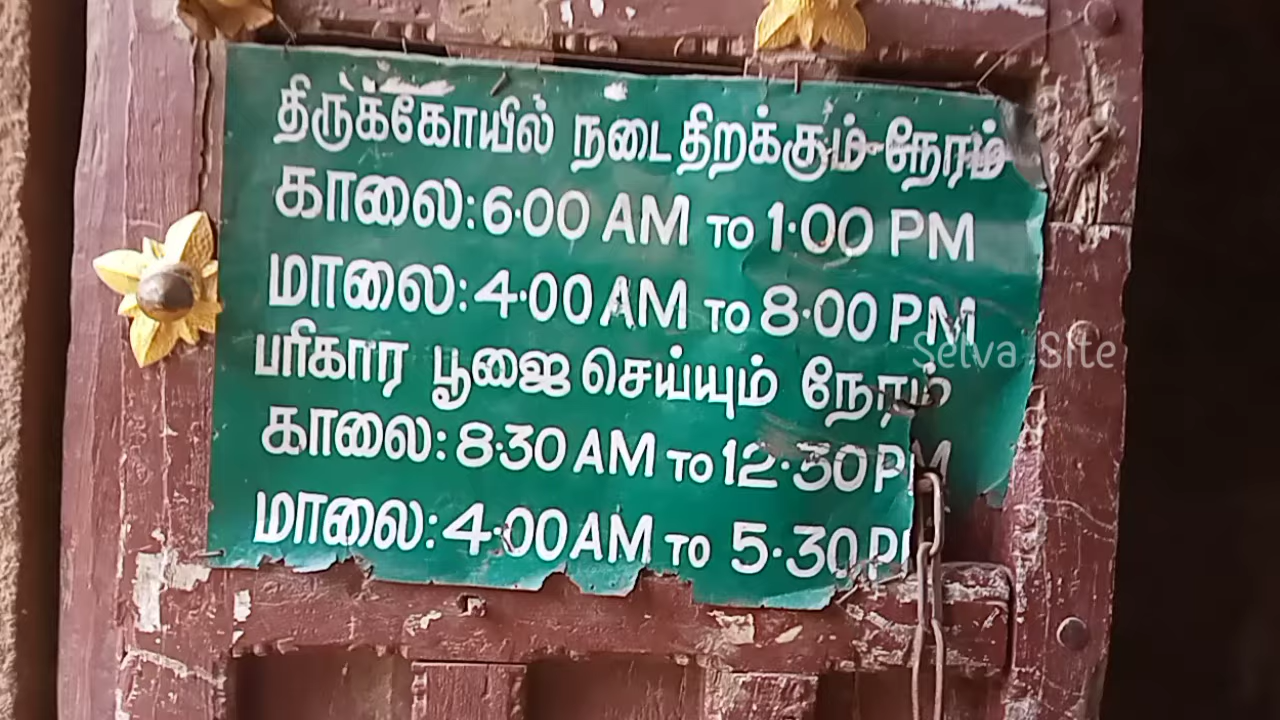 திருக்கோயில் நடை திறக்கும் நேரம்
காலை: 6.00 AM TO 1.00 PM
மாலை: 4.00 AM TO 8.00 PM
பரிகார பூஜை செய்யும் நேரம்
காலை: 8.30 AM TO 12.30 PM
மாலை: 4.00 AM TO 5.30 P
Selva Site